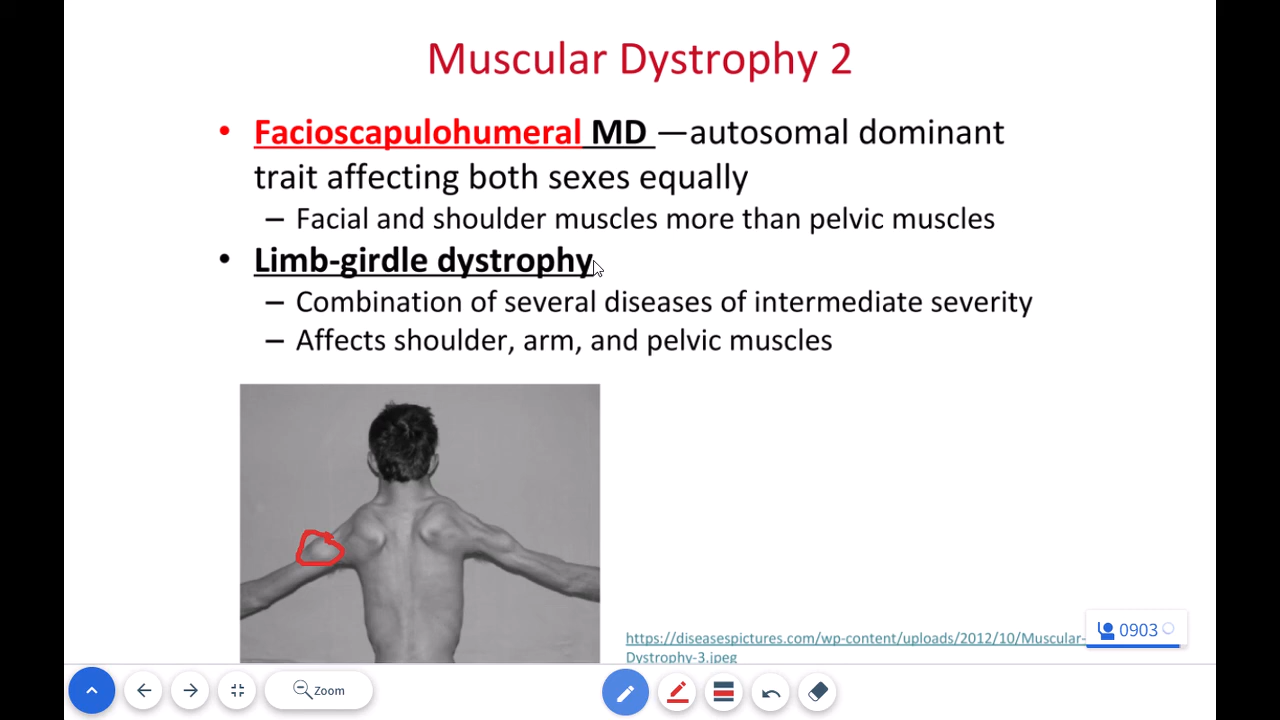 Muscular Dystrophy 2
• Facioscapulohumeral MD —autosomal dominant
trait affecting both sexes equally
– Facial and shoulder muscles more than pelvic muscles
• Limb-girdle dystrophy
– Combination of several diseases of intermediate severity
– Affects shoulder, arm, and pelvic muscles
https://diseasespictures.com/wp-content/uploads/2012/10/Muscular-
Dystrophy-3.jpeg
0903
Zoom